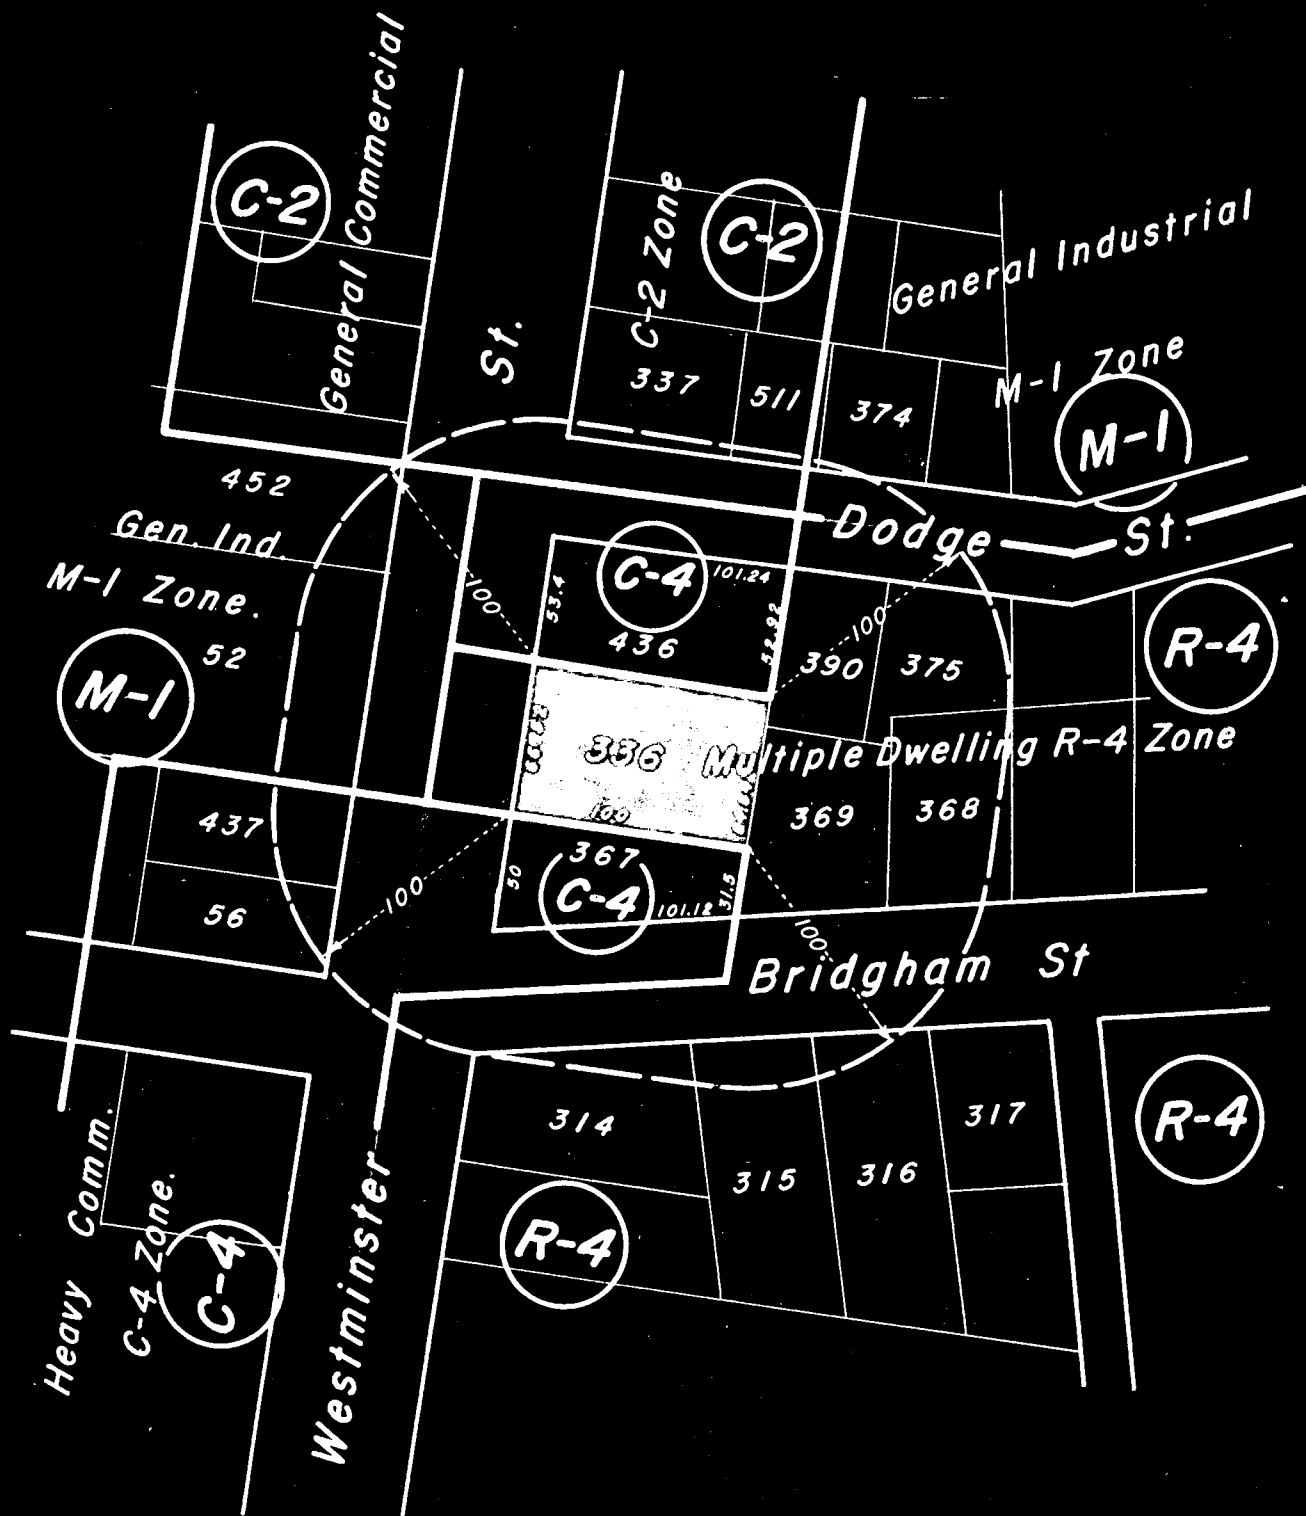 C-2
General Commercial
C-2 Zone
C-2
General Industrial
M-1 Zone
M-1
St.
337
511
374
452
Gen. Ind.
M-1 Zone.
52
M-1
Dodge St.
C-4
101.24
53.4
52.92
436
100
100
390
375
R-4
336
Multiple Dwelling R-4 Zone
100
369
368
437
56
367
C-4
50
31.5
101.12
100
100
Bridgham St
314
315
316
317
R-4
R-4
Heavy Comm.
C-4 Zone.
C-4
Westminster